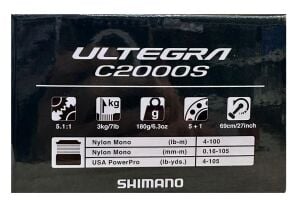 ULTEGRA
C2000S
kg
g
5.1:1 3kg/7lb 180g/6.3oz 5+1 69cm/27inch
Nylon Mono (lb-m) 4-100
Nylon Mono (mm-m) 0.16-105
USA PowerPro (lb-yds.) 4-105
SHIMANO